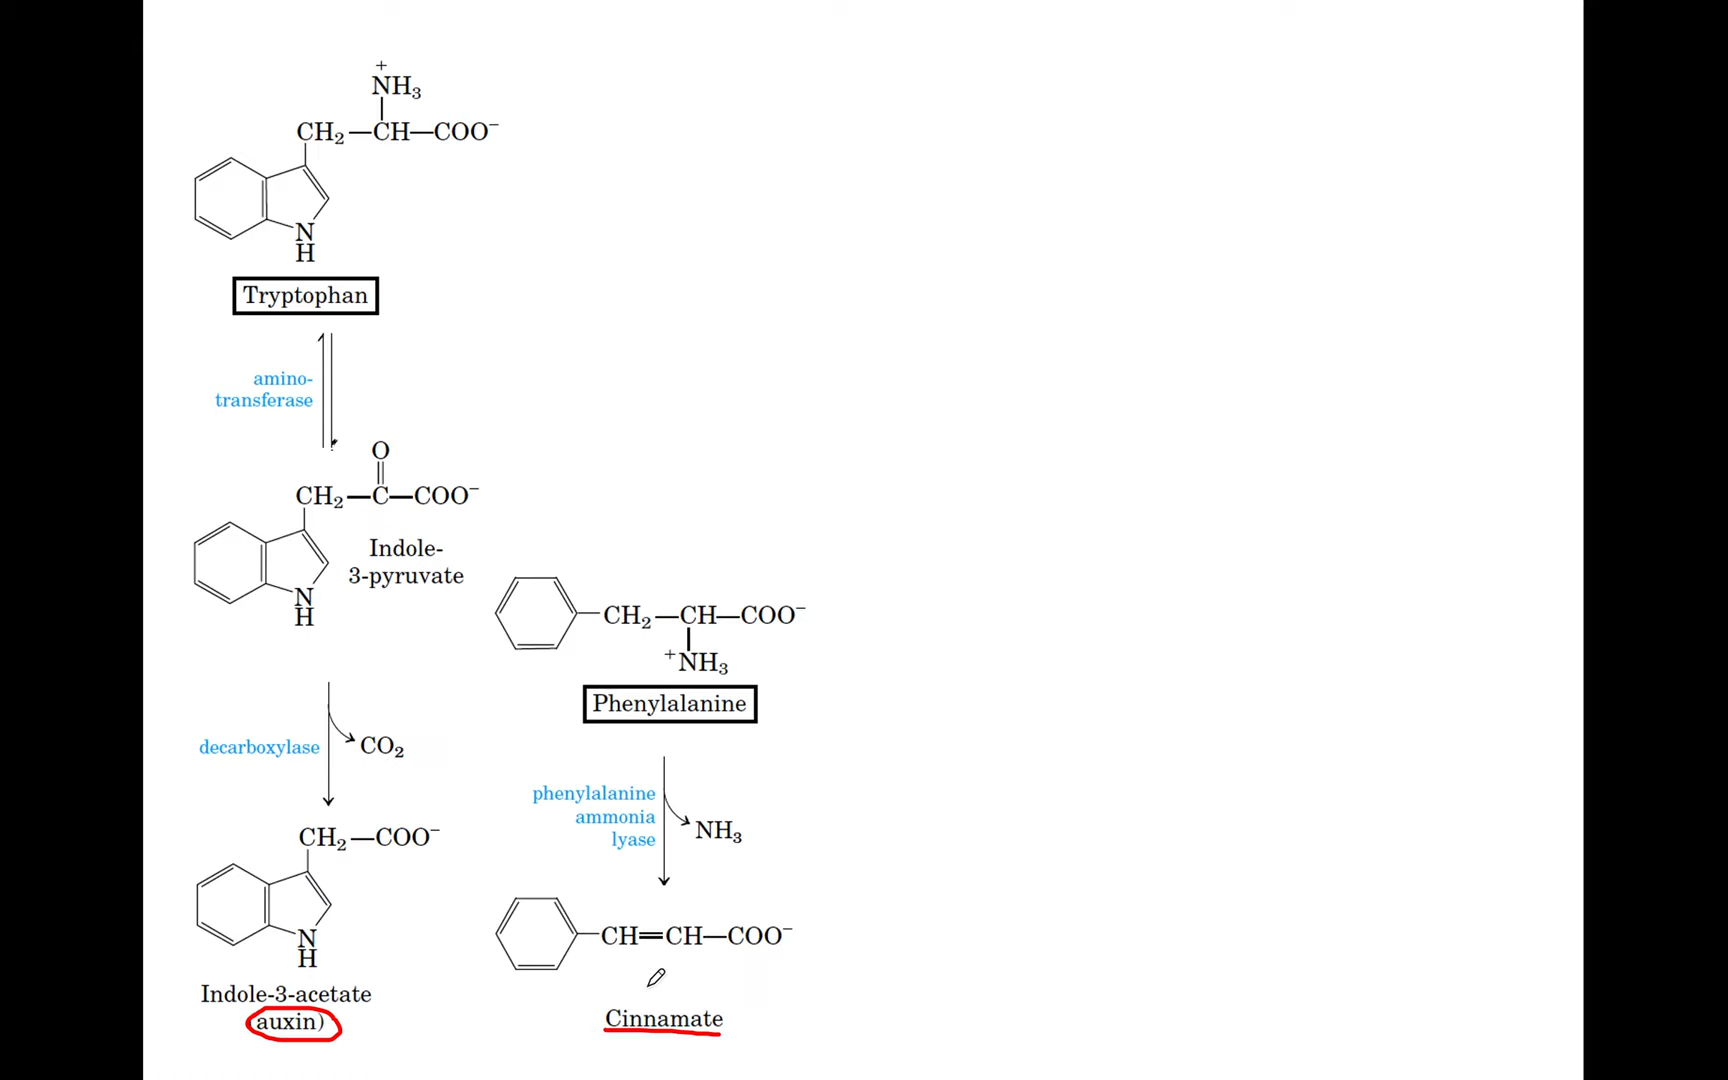 +
NH₃
CH₂—CH—COO⁻
N
H
Tryptophan
amino-
transferase
O
CH₂—C—COO⁻
Indole-
3-pyruvate
N
H
decarboxylase
CO₂
CH₂—COO⁻
N
H
Indole-3-acetate
auxin)
CH₂—CH—COO⁻
⁺NH₃
Phenylalanine
phenylalanine
ammonia
lyase
NH₃
CH=CH—COO⁻
Cinnamate